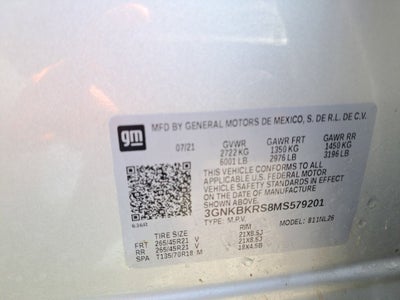 gm
MFD BY GENERAL MOTORS DE MEXICO, S. DE R.L. DE C.V.
07/21 GVWR GAWR FRT GAWR RR
2722 KG 1350 KG 1450 KG
6001 LB 2976 LB 3196 LB
THIS VEHICLE CONFORMS TO ALL
APPLICABLE U.S. FEDERAL MOTOR
VEHICLE SAFETY STANDARDS IN EFFECT ON
THE DATE OF MANUFACTURE SHOWN ABOVE.
3GNKBKRS8MS579201
TYPE: M.P.V. MODEL: 1NL26
TIRE SIZE RIM
FRT 265/45R21 V 21X8.5J
RR 265/45R21 V 21X8.5J
SPA T135/70R18 M 18X4.5B